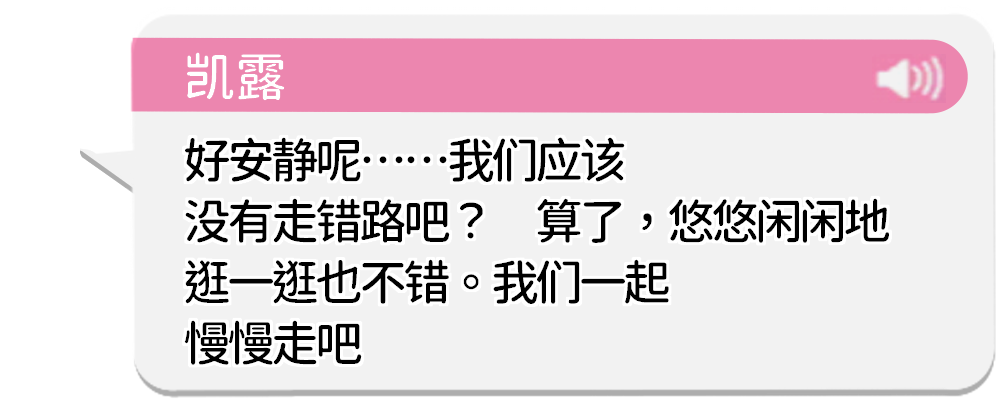 凯露
好安静呢……我们应该
没有走错路吧？　算了，悠悠闲闲地
逛一逛也不错。我们一起
慢慢走吧